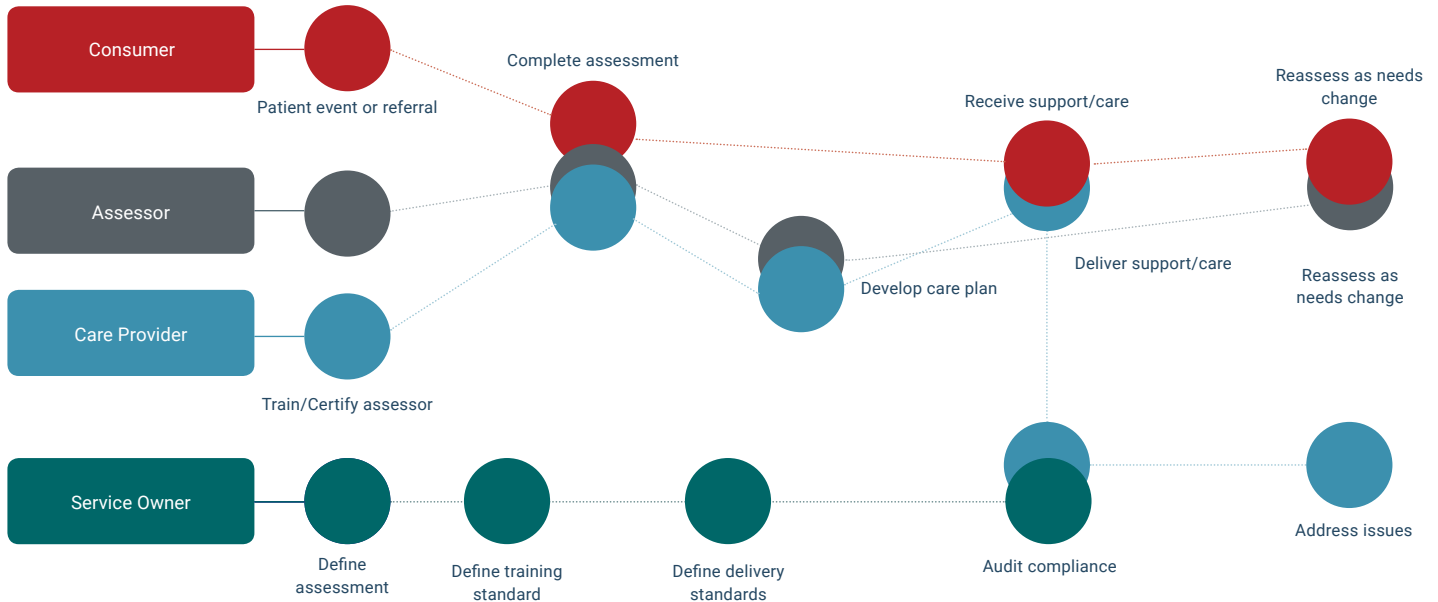 Consumer
Patient event or referral
Complete assessment
Receive support/care
Reassess as needs
change
Assessor
Care Provider
Train/Certify assessor
Develop care plan
Deliver support/care
Reassess as
needs change
Service Owner
Define
assessment
Define training
standard
Define delivery
standards
Audit compliance
Address issues